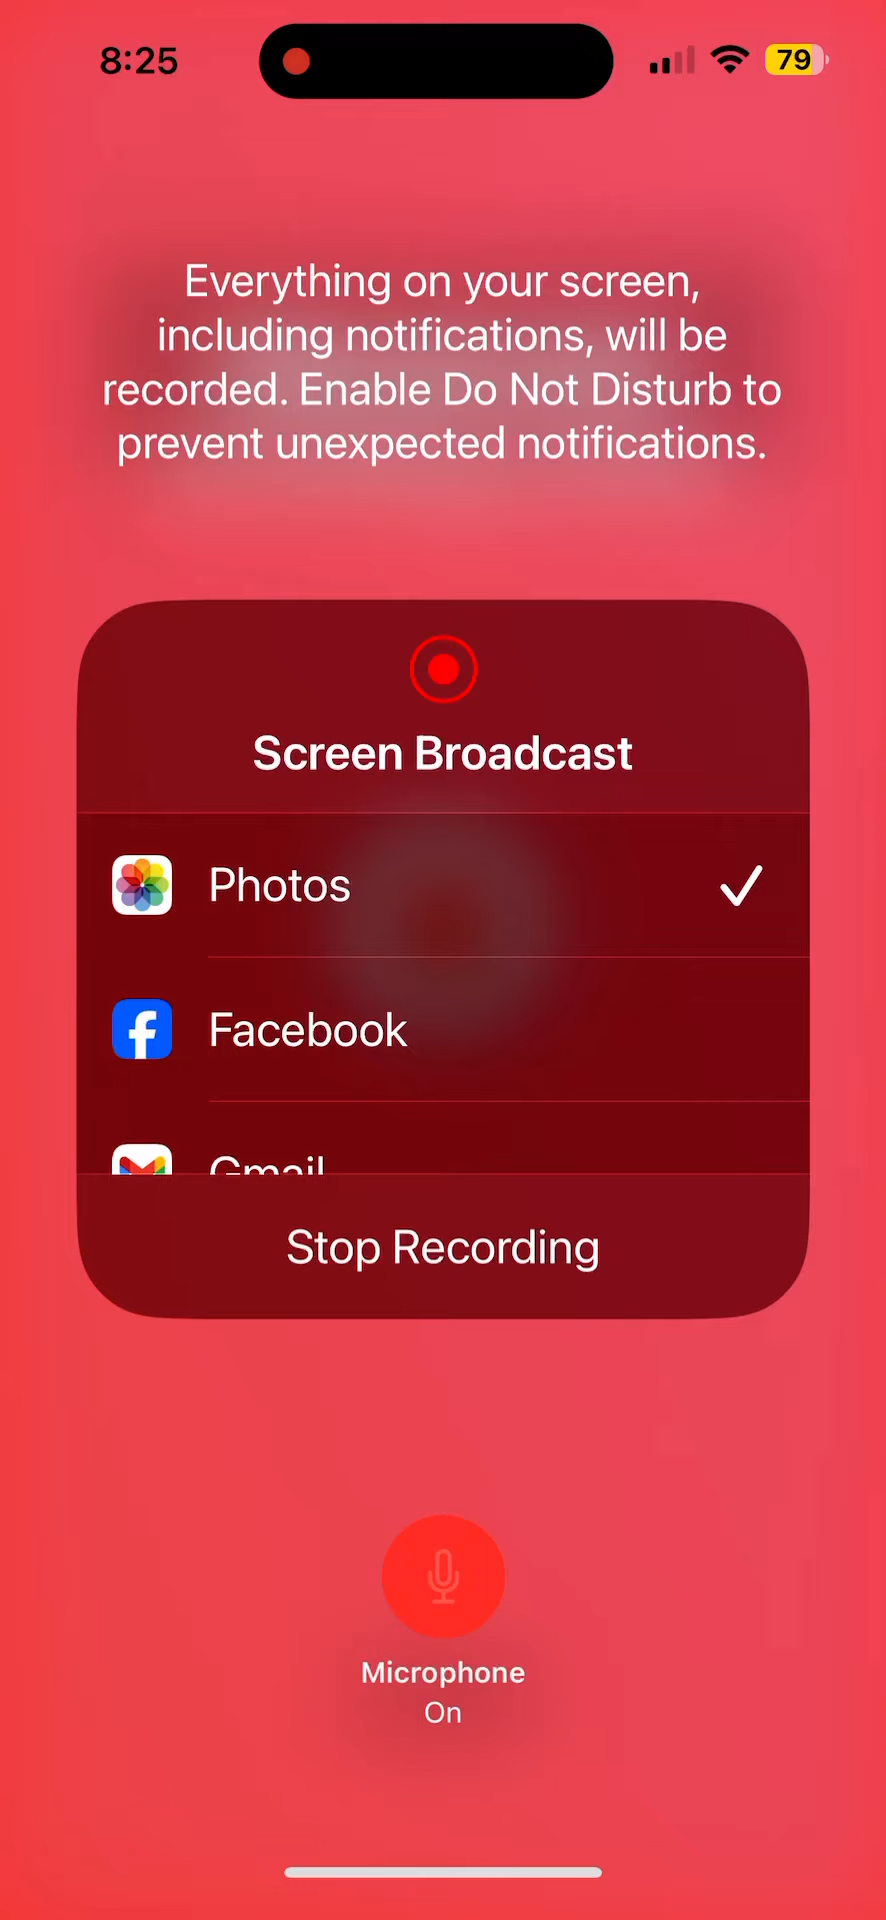 8:25
79
Everything on your screen,
including notifications, will be
recorded. Enable Do Not Disturb to
prevent unexpected notifications.
Screen Broadcast
Photos
Facebook
Gmail
Stop Recording
Microphone
On